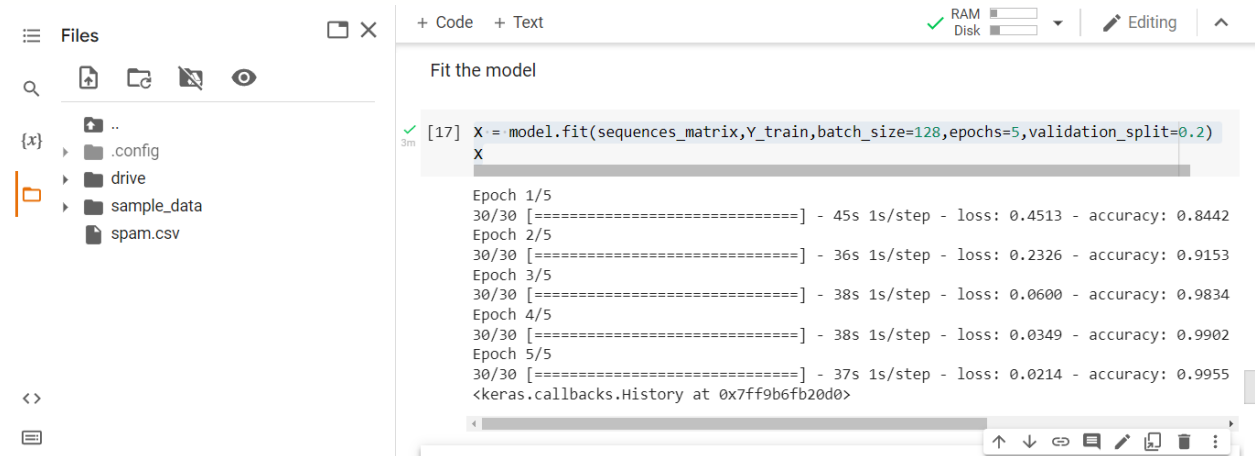 Files
{x}
..
.config
drive
sample_data
spam.csv
+ Code + Text
RAM
Disk
Editing
Fit the model
3m
[17] X = model.fit(sequences_matrix,Y_train,batch_size=128,epochs=5,validation_split=0.2)
X
Epoch 1/5
30/30 [==============================] - 45s 1s/step - loss: 0.4513 - accuracy: 0.8442
Epoch 2/5
30/30 [==============================] - 36s 1s/step - loss: 0.2326 - accuracy: 0.9153
Epoch 3/5
30/30 [==============================] - 38s 1s/step - loss: 0.0600 - accuracy: 0.9834
Epoch 4/5
30/30 [==============================] - 38s 1s/step - loss: 0.0349 - accuracy: 0.9902
Epoch 5/5
30/30 [==============================] - 37s 1s/step - loss: 0.0214 - accuracy: 0.9955
<keras.callbacks.History at 0x7ff9b6fb20d0>